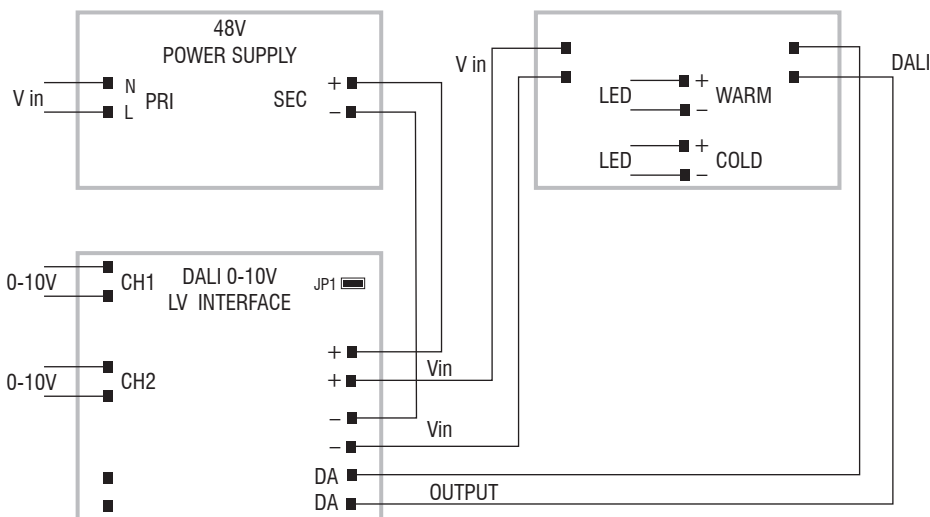 48V
POWER SUPPLY
V in
N
L
PRI
SEC
+
−
V in
DALI
LED
+
−
WARM
LED
+
−
COLD
0-10V
CH1
DALI 0-10V
LV INTERFACE
JP1
0-10V
CH2
+
+
Vin
−
−
Vin
DA
DA
OUTPUT